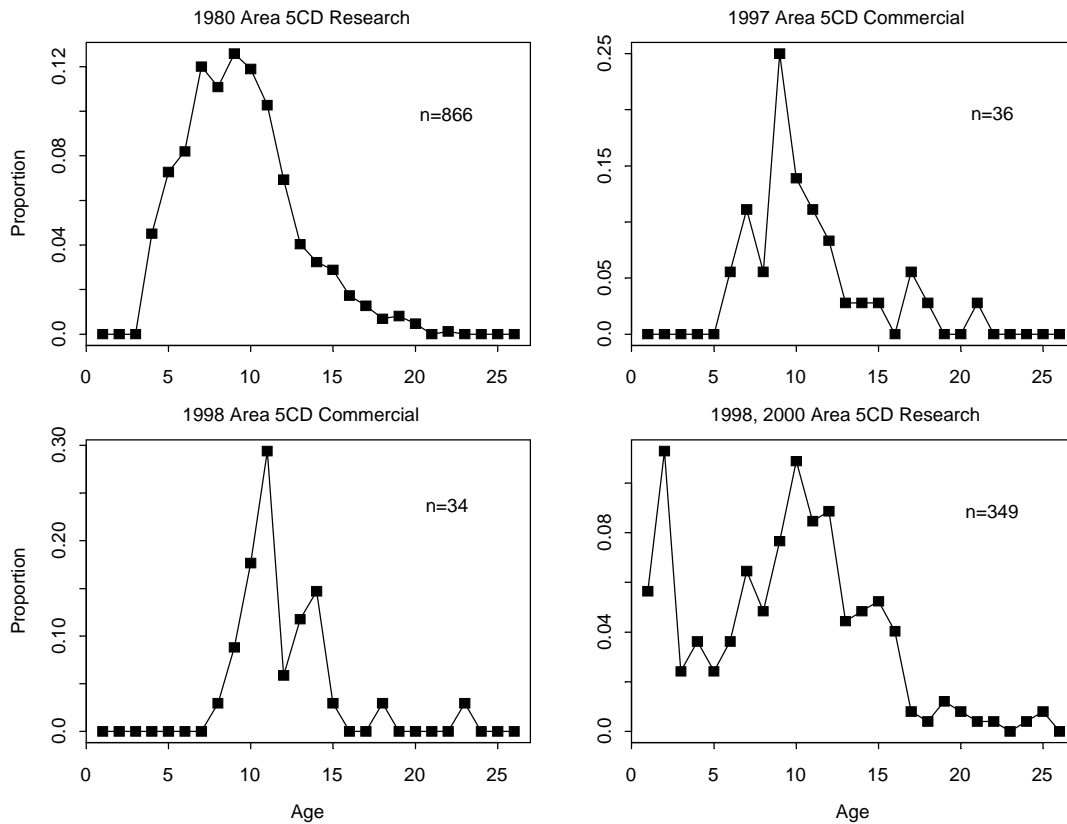 1980 Area 5CD Research
Proportion
0.0 0.04 0.08 0.12
n=866
0 5 10 15 20 25
1997 Area 5CD Commercial
0.0 0.05 0.15 0.25
n=36
0 5 10 15 20 25
1998 Area 5CD Commercial
Proportion
0.0 0.10 0.20 0.30
n=34
0 5 10 15 20 25
Age
1998, 2000 Area 5CD Research
0.0 0.04 0.08
n=349
0 5 10 15 20 25
Age